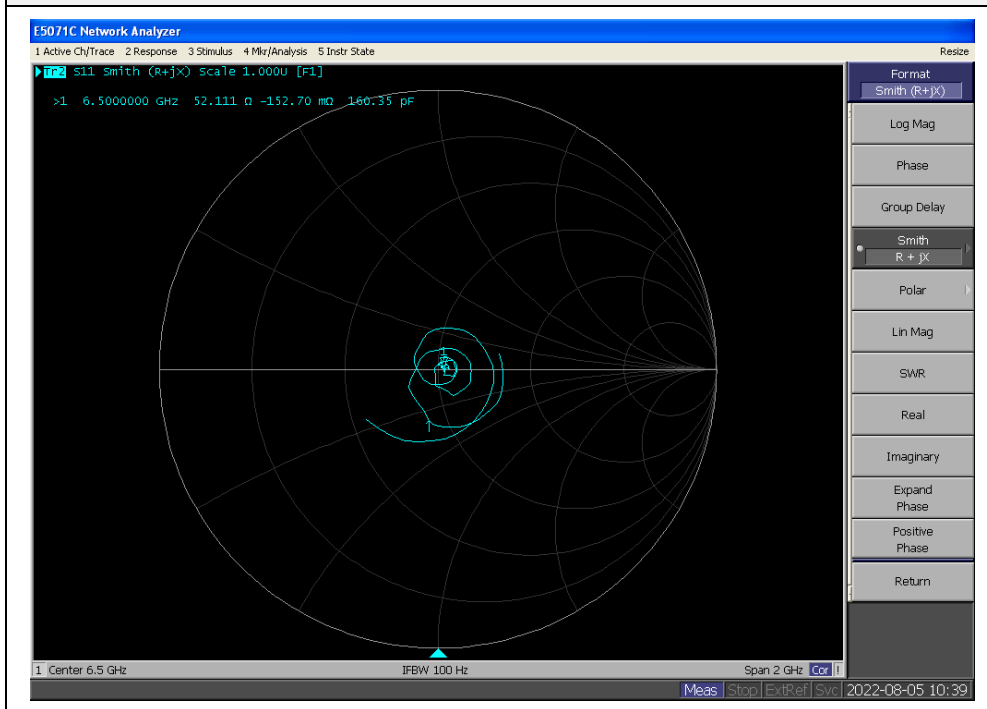 E5071C Network Analyzer
1 Active Ch/Trace 2 Response 3 Stimulus 4 Mkr/Analysis 5 Instr State Resize
Tr2 S11 Smith (R+jX) Scale 1.000U [F1]
>1 6.5000000 GHz 52.111 Ω -152.70 mΩ 160.35 pF
1
1
Format
Smith (R+jX)
Log Mag
Phase
Group Delay
Smith
R + jX
Polar
Lin Mag
SWR
Real
Imaginary
Expand
Phase
Positive
Phase
Return
1 Center 6.5 GHz IFBW 100 Hz Span 2 GHz Cor !
Meas Stop ExtRef Svc 2022-08-05 10:39